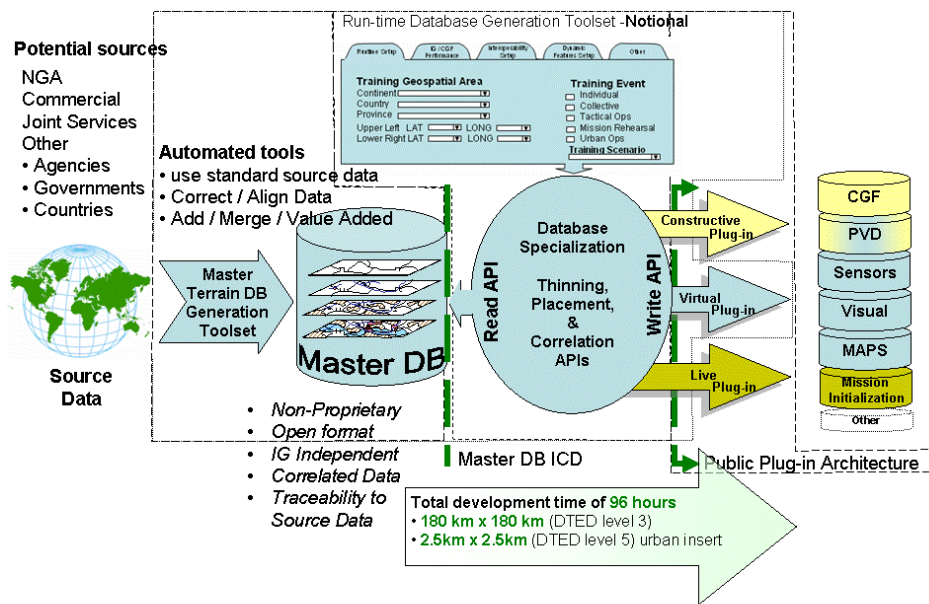 Run-time Database Generation Toolset -Notional
Potential sources
NGA
Commercial
Joint Services
Other
• Agencies
• Governments
• Countries
Automated tools
• use standard source data
• Correct / Align Data
• Add / Merge / Value Added
Runtime Setup
IG / CGF
Performance
Interoperability
Setup
Dynamic
Features Setup
Other
Training Geospatial Area
Continent
Country
Province
Upper Left LAT LONG
Lower Right LAT LONG
Training Event
Individual
Collective
Tactical Ops
Mission Rehearsal
Urban Ops
Training Scenario
Source
Data
Master
Terrain DB
Generation
Toolset
Master DB
Read API
Database
Specialization
Thinning,
Placement,
&
Correlation
APIs
Write API
Constructive
Plug-in
Virtual
Plug-in
Live
Plug-in
CGF
PVD
Sensors
Visual
MAPS
Mission
Initialization
Other
• Non-Proprietary
• Open format
• IG Independent
• Correlated Data
• Traceability to
Source Data
Master DB ICD
Public Plug-in Architecture
Total development time of 96 hours
• 180 km x 180 km (DTED level 3)
• 2.5km x 2.5km (DTED level 5) urban insert